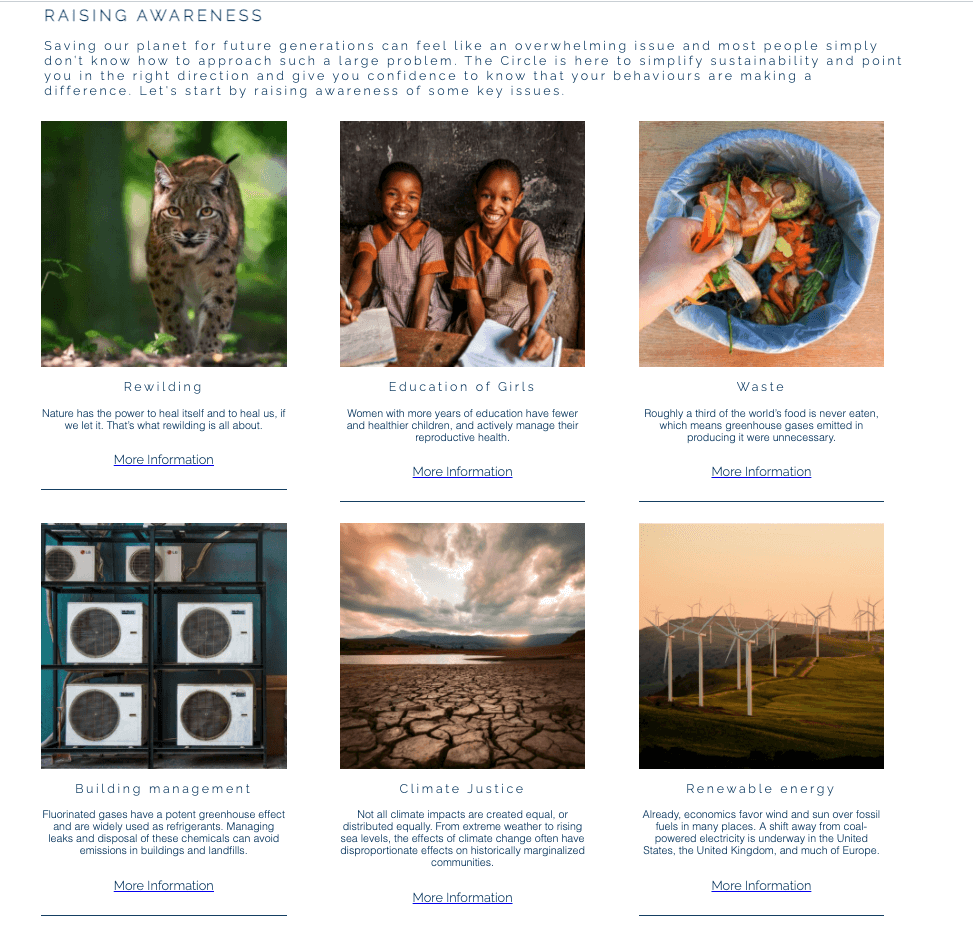 RAISING AWARENESS
Saving our planet for future generations can feel like an overwhelming issue and most people simply
don't know how to approach such a large problem. The Circle is here to simplify sustainability and point
you in the right direction and give you confidence to know that your behaviours are making a
difference. Let's start by raising awareness of some key issues.
Rewilding
Nature has the power to heal itself and to heal us, if
we let it. That's what rewilding is all about.
More Information
Education of Girls
Women with more years of education have fewer
and healthier children, and actively manage their
reproductive health.
More Information
Waste
Roughly a third of the world's food is never eaten,
which means greenhouse gases emitted in
producing it were unnecessary.
More Information
LG
LG
Building management
Fluorinated gases have a potent greenhouse effect
and are widely used as refrigerants. Managing
leaks and disposal of these chemicals can avoid
emissions in buildings and landfills.
More Information
Climate Justice
Not all climate impacts are created equal, or
distributed equally. From extreme weather to rising
sea levels, the effects of climate change often have
disproportionate effects on historically marginalized
communities.
More Information
Renewable energy
Already, economics favor wind and sun over fossil
fuels in many places. A shift away from coal-
powered electricity is underway in the United
States, the United Kingdom, and much of Europe.
More Information